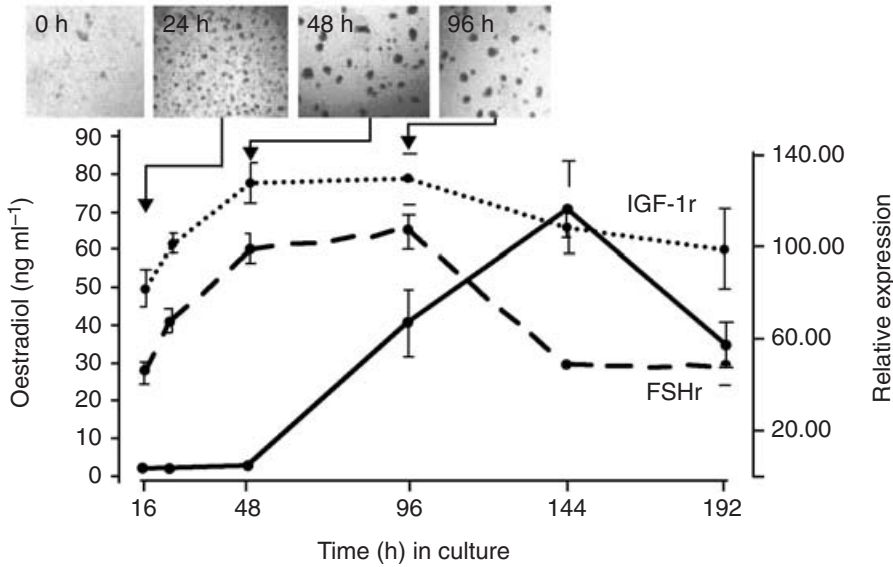 0 h
24 h
48 h
96 h
90
80
70
60
50
40
30
20
10
0
Oestradiol (ng ml⁻¹)
140.00
100.00
60.00
20.00
Relative expression
IGF-1r
FSHr
16
48
96
144
192
Time (h) in culture